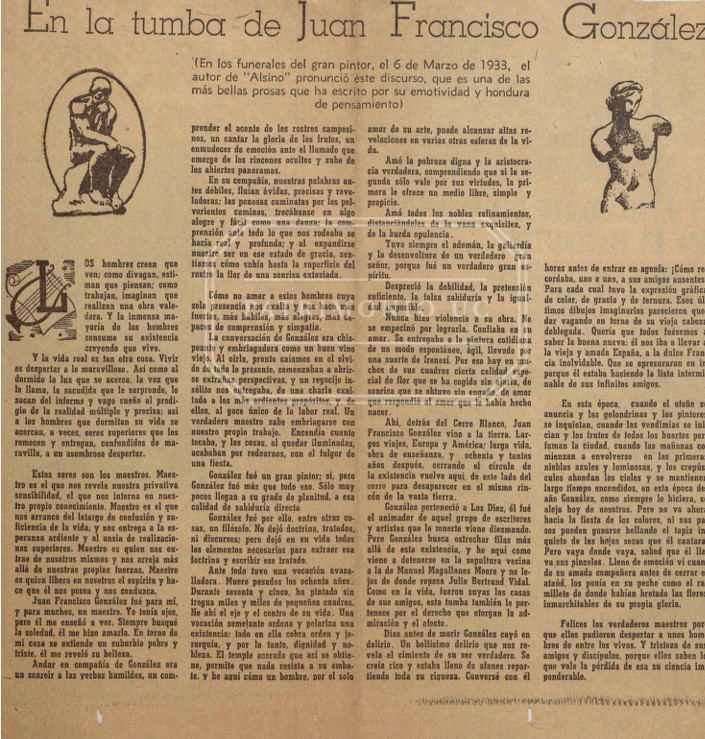 En la tumba de Juan Francisco González
(En los funerales del gran pintor, el 6 de Marzo de 1933, el
autor de "Alsino" pronunció éste discurso, que es una de las
más bellas prosas que ha escrito por su emotividad y hondura
de pensamiento)
LOS hombres creen que
ven; como divagan, esti-
man que piensan; como
trabajan, imaginan que
realizan una obra vale-
dera. Y la inmensa ma-
yoría de los hombres
consume su existencia
creyendo que vive.
Y la vida real es tan otra cosa. Vivir
es despertar a lo maravilloso. Así como al
dormido la luz que se acerca, la voz que
le llama, la sacudida que le sorprende, lo
sacan del informe y vago sueño al prodi-
gio de la realidad múltiple y precisa; así
a los hombres que dormitan su vida se
acercan, a veces, seres superiores que los
remecen y entregan, confundidos de ma-
ravilla, a un asombroso despertar.
Estos seres son los maestros. Maes-
tro es el que nos revela nuestra privativa
sensibilidad, el que nos interna en nues-
tro propio conocimiento. Maestro es el que
nos arranca del letargo de confusión y su-
ficiencia de la vida, y nos entrega a la es-
peranza ardiente y al ansia de realizacio-
nes superiores. Maestro es quien nos ex-
trae de nosotros mismos y nos arroja más
allá de nuestras propias fuerzas. Maestro
es quien libera en nosotros el espíritu y ha-
ce que él nos posea y nos conduzca.
Juan Francisco González fué para mí,
y para muchos, un maestro. Yo tenía ojos,
pero él me enseñó a ver. Siempre busqué
la soledad, él me hizo amarla. En torno de
mi casa se extiende un suburbio pobre y
triste, él me reveló su belleza.
Andar en compañía de González era
un sonreir a las yerbas humildes, un com-
prender el acento de los rostros campesi-
nos, un cantar la gloria de los frutos, un
enmudecer de emoción ante el llamado que
emerge de los rincones ocultos y sube de
los abiertos panoramas.
En su compañía, nuestras palabras an-
tes débiles, fluían ávidas, precisas y reve-
ladoras; las penosas caminatas por los pol-
vorientos caminos, trocábanse en algo
alegre y fácil como una danza; la com-
prensión ante todo lo que nos rodeaba se
hacía real y profunda; y al expandirse
nuestro ser en ese estado de gracia, sen-
tíamos cómo subía hasta la superficie del
rostro la flor de una sonrisa extasiada.
Cómo no amar a estos hombres cuya
sola presencia nos exalta y nos hace más
fuertes, más hábiles, más alegres, más ca-
paces de comprensión y simpatía.
La conversación de González era chis-
peante y embriagadora como un buen vino
viejo. Al oirla, pronto caíamos en el olvi-
do de todo lo presente, comenzaban a abrir-
se extrañas perspectivas, y un regocijo in-
sólito nos entregaba, de una charla exal-
tada a los más ardientes propósitos; y, de
ellos, al goce único de la labor real. Un
verdadero maestro sabe embriagarse con
nuestro propio trabajo. Encendía cuanto
tocaba, y las cosas, al quedar iluminadas,
acababan por rodearnos, con el fulgor de
una fiesta.
González fué un gran pintor; sí, pero
González fué más que todo eso. Sólo muy
pocos llegan a su grado de plenitud, a esa
calidad de sabiduría directa.
González fué por ello, entre otras co-
sas, un filósofo. No dejó doctrina, tratados,
ni discursos; pero dejó en su vida todos
los elementos necesarios para extraer esa
doctrina y escribir ese tratado.
Ante todo tuvo una vocación avasa-
lladora. Muere pasados los ochenta años.
Durante sesenta y cinco, ha pintado sin
tregua miles y miles de pequeños cuadros.
He ahí el eje y el centro de su vida. Una
vocación semejante ordena y polariza una
existencia: todo en ella cobra orden y je-
rarquía, y por lo tanto, dignidad y no-
bleza. El temple acerado que así se obtie-
ne, permite que nada resista a su emba-
te, y he aquí cómo un hombre, por el solo
amor de su arte, puede alcanzar altas re-
velaciones en varias otras esferas de la vi-
da.
Amó la pobreza digna y la aristocra-
cia verdadera, comprendiendo que si la se-
gunda sólo vale por sus virtudes, la pri-
mera le ofrece un medio libre, simple y
propicio.
Amó todos los nobles refinamientos,
distanciándolos de la vana exquisitez, y
de la burda opulencia.
Tuvo siempre el ademán, la gallardía
y la desenvoltura de un verdadero gran
señor, porque fué un verdadero gran es-
píritu.
Despreció la debilidad, la pretensión
suficiente, la falsa sabiduría y la igual-
dad imposible.
Nunca hubo violencia a su obra. No
se empecinó por lograrla. Confiaba en su
amor. Se entregaba a la pintura cotidiana
de un modo espontáneo, ágil, llevado por
una suerte de frenesí. Por eso hay en mu-
chos de sus cuadros cierta calidad espe-
cial de flor que se ha cogido sin ajarla, de
sonrisa que se obtuvo sin engaño, de amor
que respondió al amor que la había hecho
nacer.
Ahí, detrás del Cerro Blanco, Juan
Francisco González vino a la tierra. Lar-
gos viajes, Europa y América; larga vida,
obra de enseñanza, y ochenta y tantos
años después, cerrando el círculo de
la existencia vuelve aquí, de este lado del
cerro para desaparecer en el mismo rin-
cón de la vasta tierra.
González perteneció a Los Diez, él fué
el animador de aquel grupo de escritores
y artistas que la muerte viene diezmando.
Pero González busca estrechar filas más
allá de esta existencia, y he aquí como
viene a detenerse en la sepultura vecina
a la de Manuel Magallanes Moore y no le-
jos de donde reposa Julio Bertrand Vidal.
Como en la vida, fueron suyas las casas
de sus amigos, esta tumba también le per-
tenece por el derecho que otorgan la ad-
miración y el afecto.
Días antes de morir González cayó en
delirio. Un bellísimo delirio que nos re-
vela el cimiento de su ser verdadero. Se
creía rico y estaba lleno de afanes repar-
tiendo toda su riqueza. Conversé con él
horas antes de entrar en agonía: ¡Cómo re-
cordaba, uno a uno, a sus amigos ausentes!
Para cada cual tuvo la expresión gráfica
de color, de gracia y de ternura. Esos úl-
timos dibujos imaginarios parecieron que-
dar vagando en torno de su vieja cabeza
doblegada. Quería que todos fuésemos a
saber la buena nueva: él nos iba a llevar a
la vieja y amada España, a la dulce Fran-
cia inolvidable. Que se apresuraran en ir
porque él estaba haciendo la lista intermi-
nable de sus infinitos amigos.
En esta época, cuando el otoño se
anuncia y las golondrinas y los pintores
se inquietan, cuando las vendimias se ini-
cian y los frutos de todos los huertos per-
fuman la ciudad, cuando las mañanas co-
mienzan a envolverse en las primeras
nieblas azules y luminosas, y los crepús-
culos ahondan los cielos y se mantienen
largo tiempo encendidos, en esta época del
año González, como siempre lo hiciera, se
aleja hoy de nosotros. Pero no va ahora
hacia la fiesta de los colores, ni sus pa-
sos pueden gozarse hollando el tapiz in-
quieto de las hojas secas que él cantara.
Pero vaya donde vaya, sabed que él lle-
va sus pinceles. Lleno de emoción ví cuan-
do su amada compañera antes de cerrar el
ataúd, los ponía en su pecho como el ra-
millete de donde habían brotado las flores
inmarchitables de su propia gloria.
Felices los verdaderos maestros por-
que ellos pudieron despertar a unos hom-
bres de entre los vivos. Y tristeza de sus
amigos y discípulos, porque ellos saben lo
que vale la pérdida de esa su ciencia im-
ponderable.